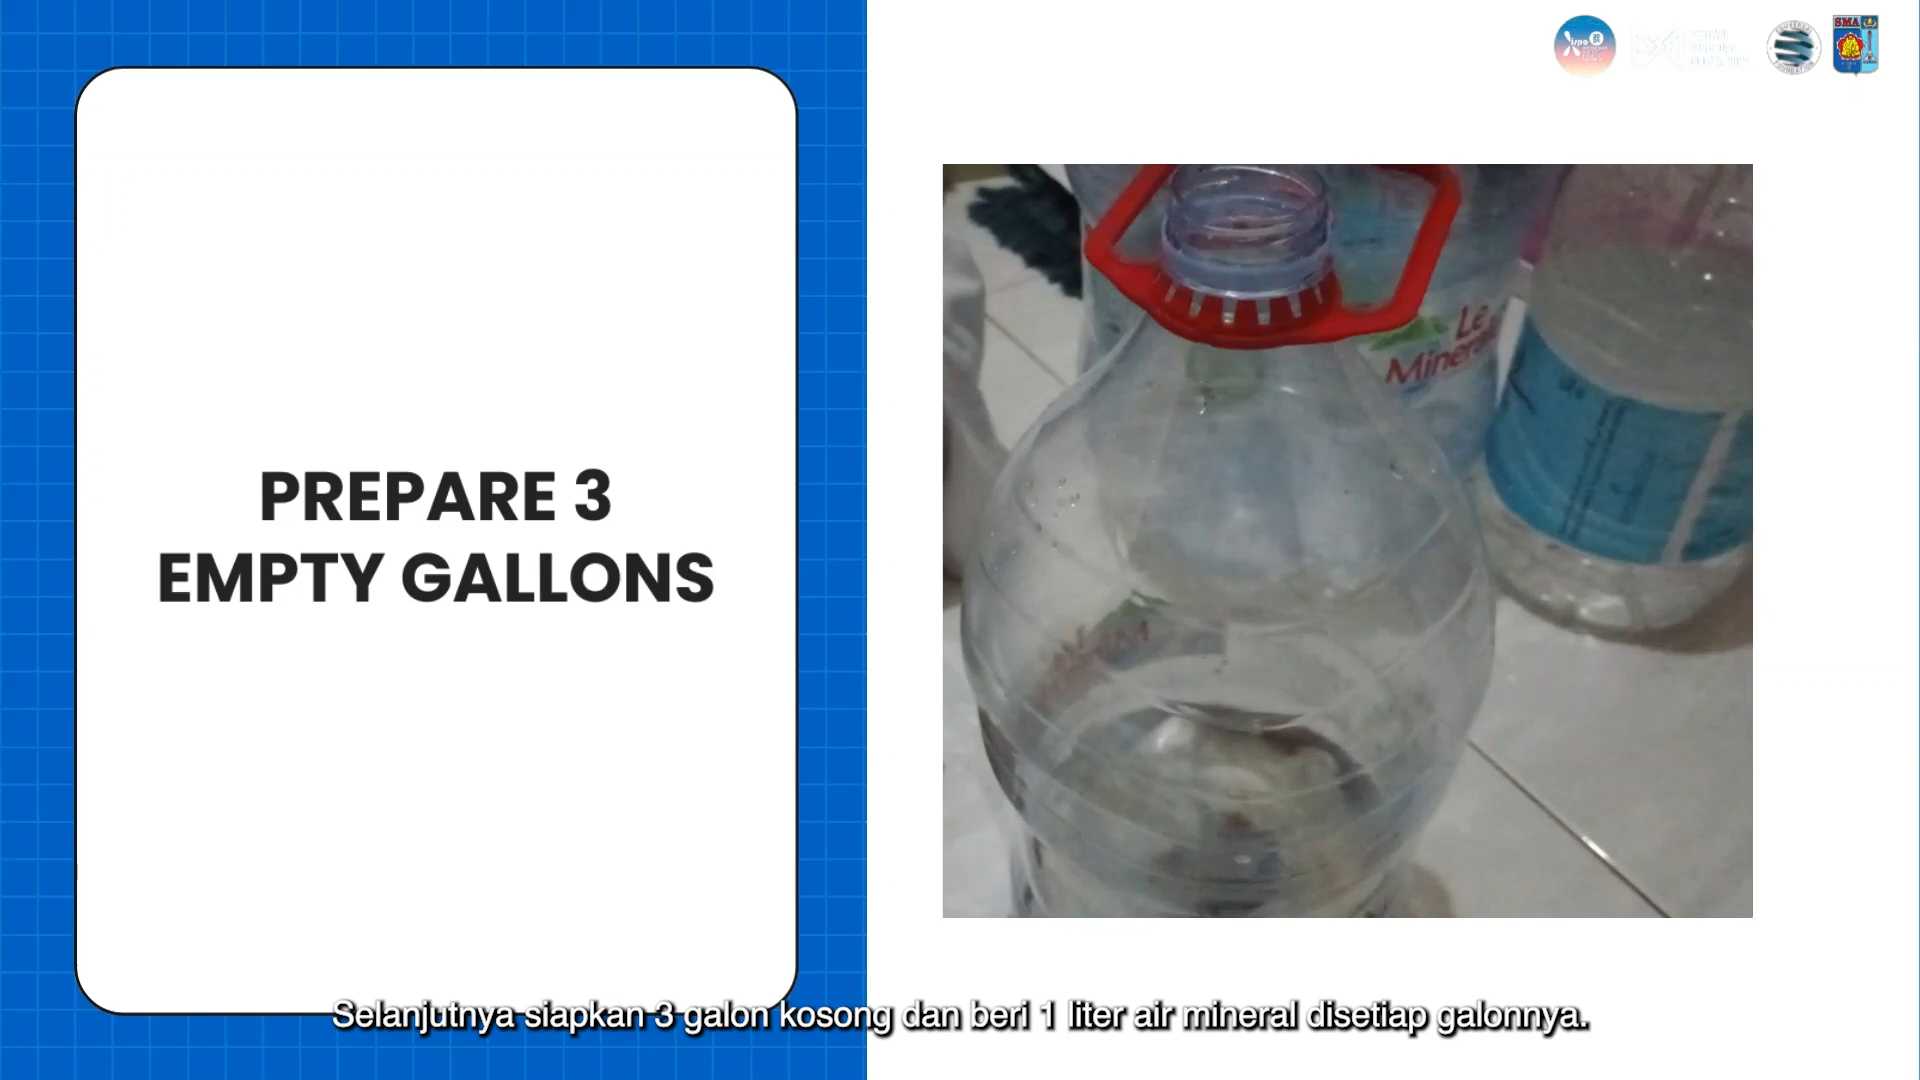 SMA
PREPARE 3
EMPTY GALLONS
Le
Minerale
Selanjutnya siapkan 3 galon kosong dan beri 1 liter air mineral disetiap galonnya.